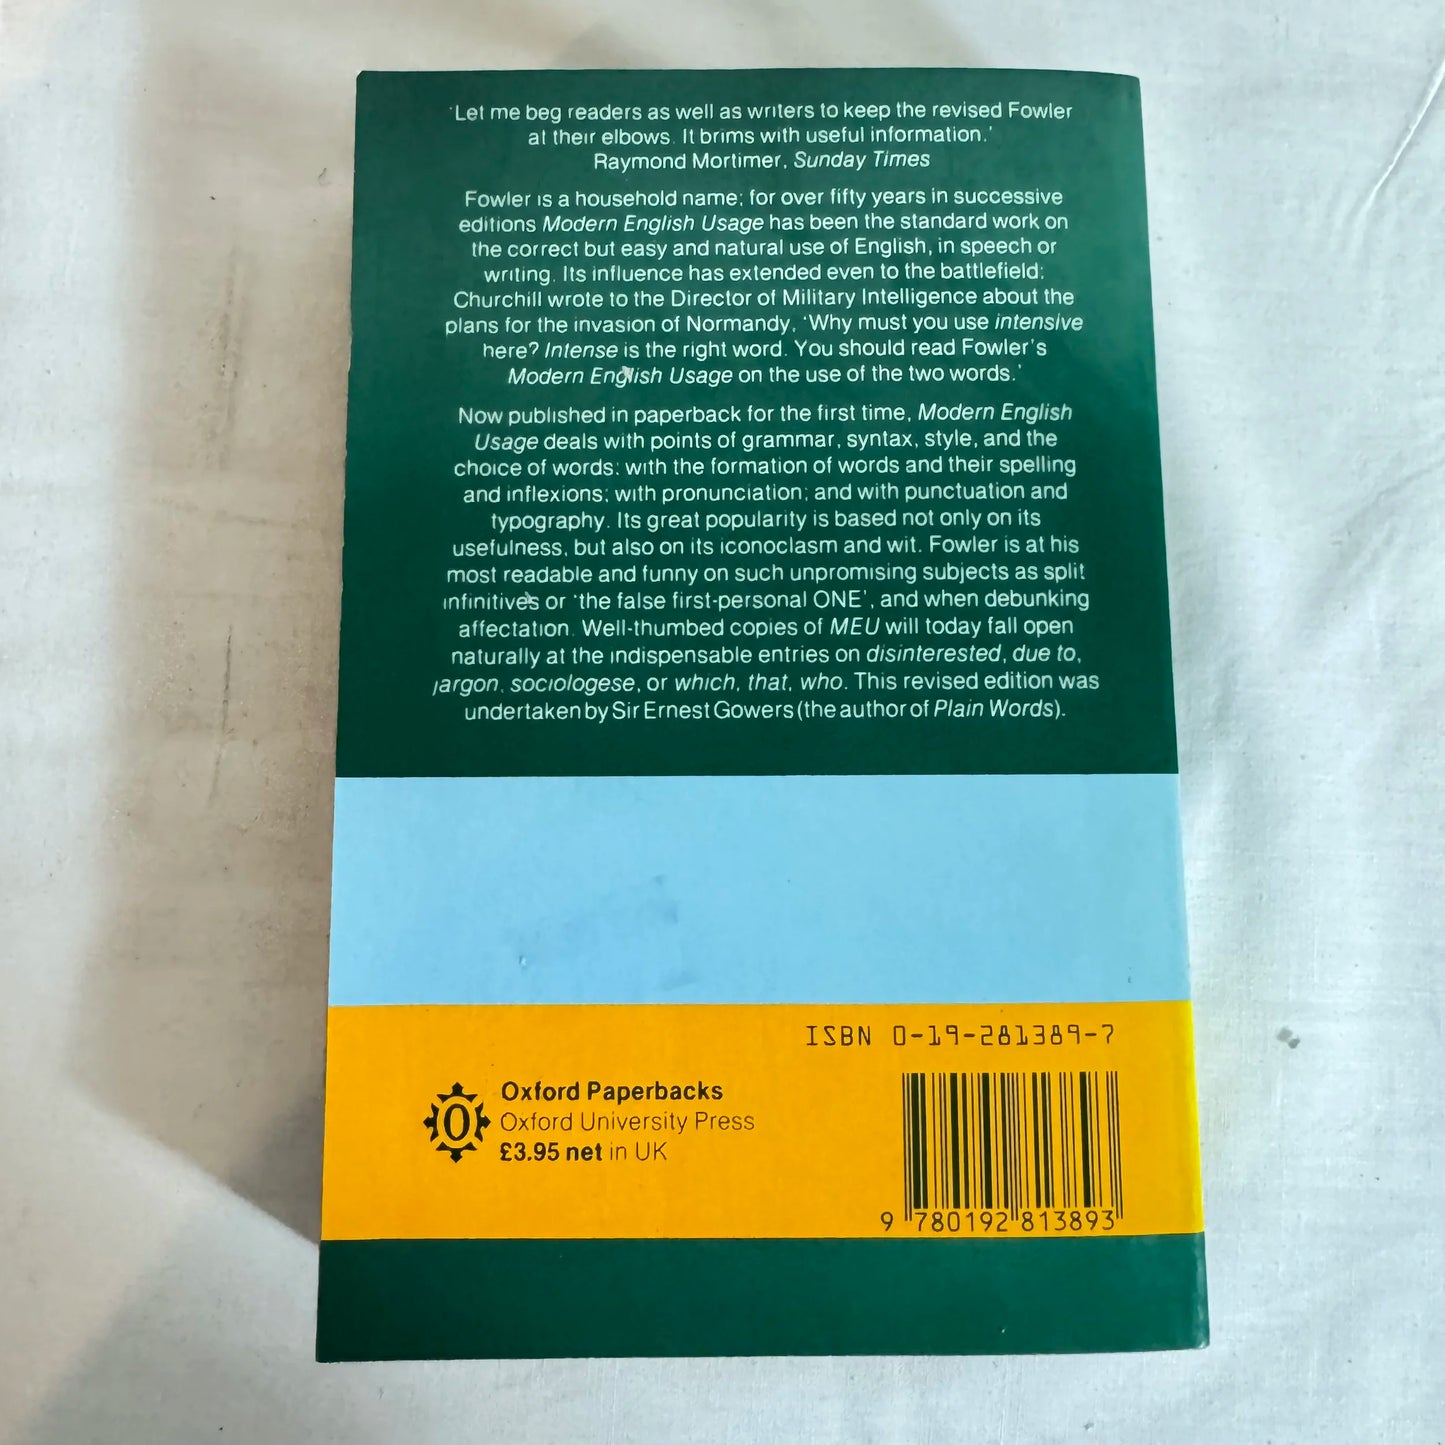 'Let me beg readers as well as writers to keep the revised Fowler
at their elbows. It brims with useful information.'
Raymond Mortimer, Sunday Times
Fowler is a household name; for over fifty years in successive
editions Modern English Usage has been the standard work on
the correct but easy and natural use of English, in speech or
writing. Its influence has extended even to the battlefield:
Churchill wrote to the Director of Military Intelligence about the
plans for the invasion of Normandy, 'Why must you use intensive
here? Intense is the right word. You should read Fowler's
Modern English Usage on the use of the two words.'
Now published in paperback for the first time, Modern English
Usage deals with points of grammar, syntax, style, and the
choice of words; with the formation of words and their spelling
and inflexions; with pronunciation; and with punctuation and
typography. Its great popularity is based not only on its
usefulness, but also on its iconoclasm and wit. Fowler is at his
most readable and funny on such unpromising subjects as split
infinitives or 'the false first-personal ONE', and when debunking
affectation. Well-thumbed copies of MEU will today fall open
naturally at the indispensable entries on disinterested, due to,
jargon, sociologese, or which, that, who. This revised edition was
undertaken by Sir Ernest Gowers (the author of Plain Words).
ISBN 0-19-281389-7
Oxford Paperbacks
Oxford University Press
£3.95 net in UK
9 780192 813893